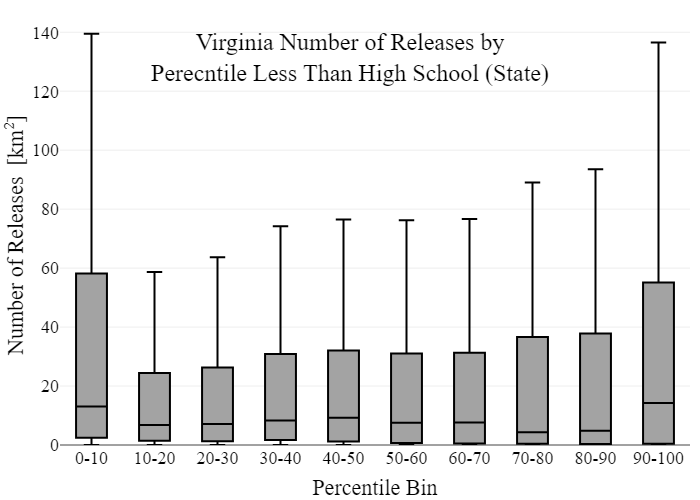 Virginia Number of Releases by
Perecntile Less Than High School (State)
Number of Releases [km²]
140
120
100
80
60
40
20
0
0-10 10-20 20-30 30-40 40-50 50-60 60-70 70-80 80-90 90-100
Percentile Bin